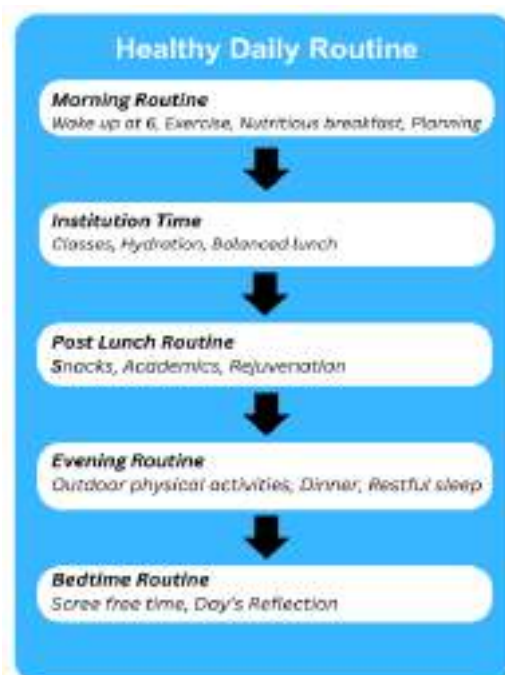 Healthy Daily Routine
Morning Routine
Wake up at 6, Exercise, Nutritious breakfast, Planning
Institution Time
Classes, Hydration, Balanced lunch
Post Lunch Routine
Snacks, Academics, Rejuvenation
Evening Routine
Outdoor physical activities, Dinner, Restful sleep
Bedtime Routine
Scree free time, Day's Reflection